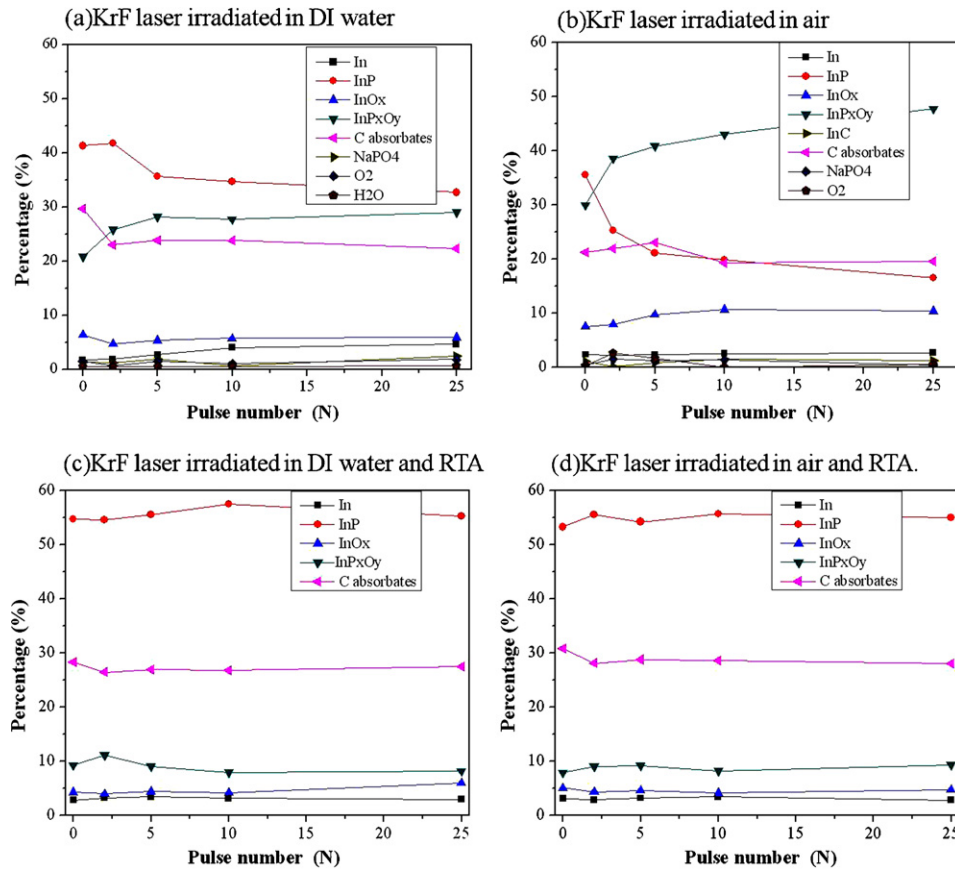 (a)KrF laser irradiated in DI water
60
50
40
30
20
10
0
Percentage (%)
In
InP
InOx
InPxOy
C absorbates
NaPO4
O2
H2O
0 5 10 15 20 25
Pulse number (N)
(b)KrF laser irradiated in air
60
50
40
30
20
10
0
Percentage (%)
In
InP
InOx
InPxOy
InC
C absorbates
NaPO4
O2
0 5 10 15 20 25
Pulse number (N)
(c)KrF laser irradiated in DI water and RTA
60
50
40
30
20
10
0
Percentage (%)
In
InP
InOx
InPxOy
C absorbates
0 5 10 15 20 25
Pulse number (N)
(d)KrF laser irradiated in air and RTA.
60
50
40
30
20
10
0
Percentage (%)
In
InP
InOx
InPxOy
C absorbates
0 5 10 15 20 25
Pulse number (N)